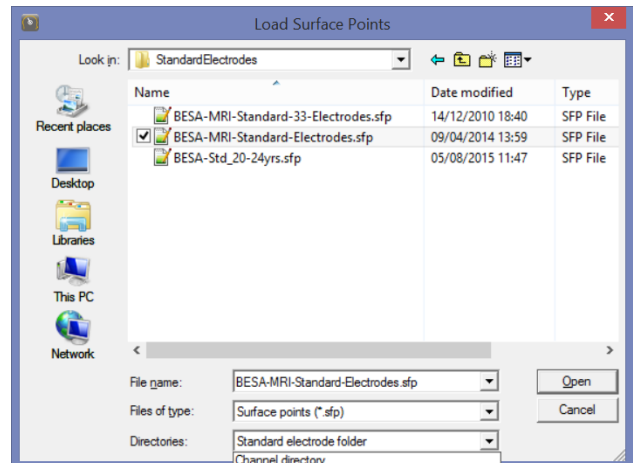 Load Surface Points
Look in: StandardElectrodes
Name Date modified Type
BESA-MRI-Standard-33-Electrodes.sfp 14/12/2010 18:40 SFP File
BESA-MRI-Standard-Electrodes.sfp 09/04/2014 13:59 SFP File
BESA-Std_20-24yrs.sfp 05/08/2015 11:47 SFP File
Recent places
Desktop
Libraries
This PC
Network
File name: BESA-MRI-Standard-Electrodes.sfp Open
Files of type: Surface points (*.sfp) Cancel
Directories: Standard electrode folder
Channel directory